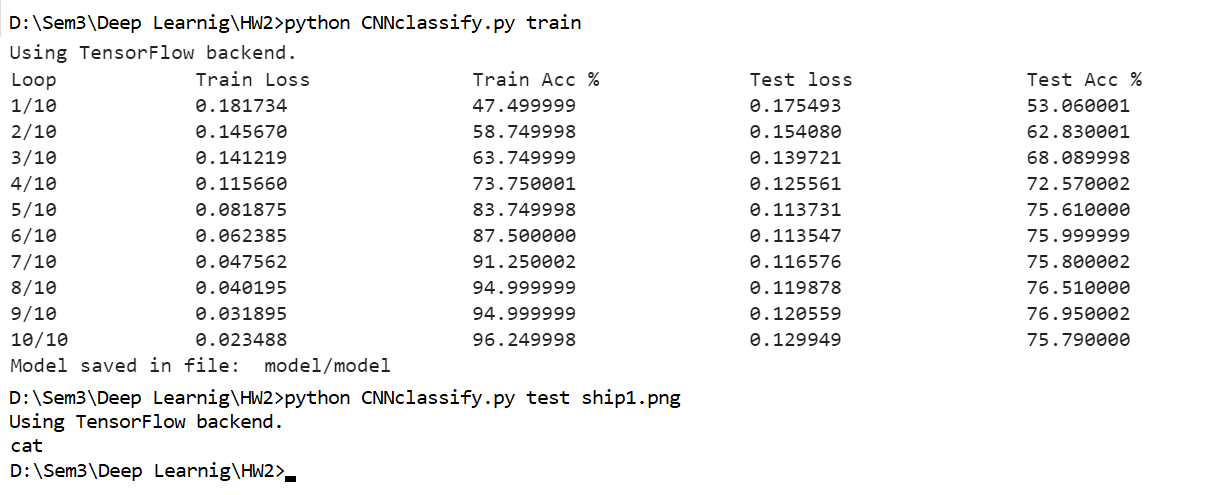 D:\Sem3\Deep Learnig\HW2>python CNNclassify.py train
Using TensorFlow backend.
Loop Train Loss Train Acc % Test loss Test Acc %
1/10 0.181734 47.499999 0.175493 53.060001
2/10 0.145670 58.749998 0.154080 62.830001
3/10 0.141219 63.749999 0.139721 68.089998
4/10 0.115660 73.750001 0.125561 72.570002
5/10 0.081875 83.749998 0.113731 75.610000
6/10 0.062385 87.500000 0.113547 75.999999
7/10 0.047562 91.250002 0.116576 75.800002
8/10 0.040195 94.999999 0.119878 76.510000
9/10 0.031895 94.999999 0.120559 76.950002
10/10 0.023488 96.249998 0.129949 75.790000
Model saved in file:  model/model
D:\Sem3\Deep Learnig\HW2>python CNNclassify.py test ship1.png
Using TensorFlow backend.
cat
D:\Sem3\Deep Learnig\HW2>